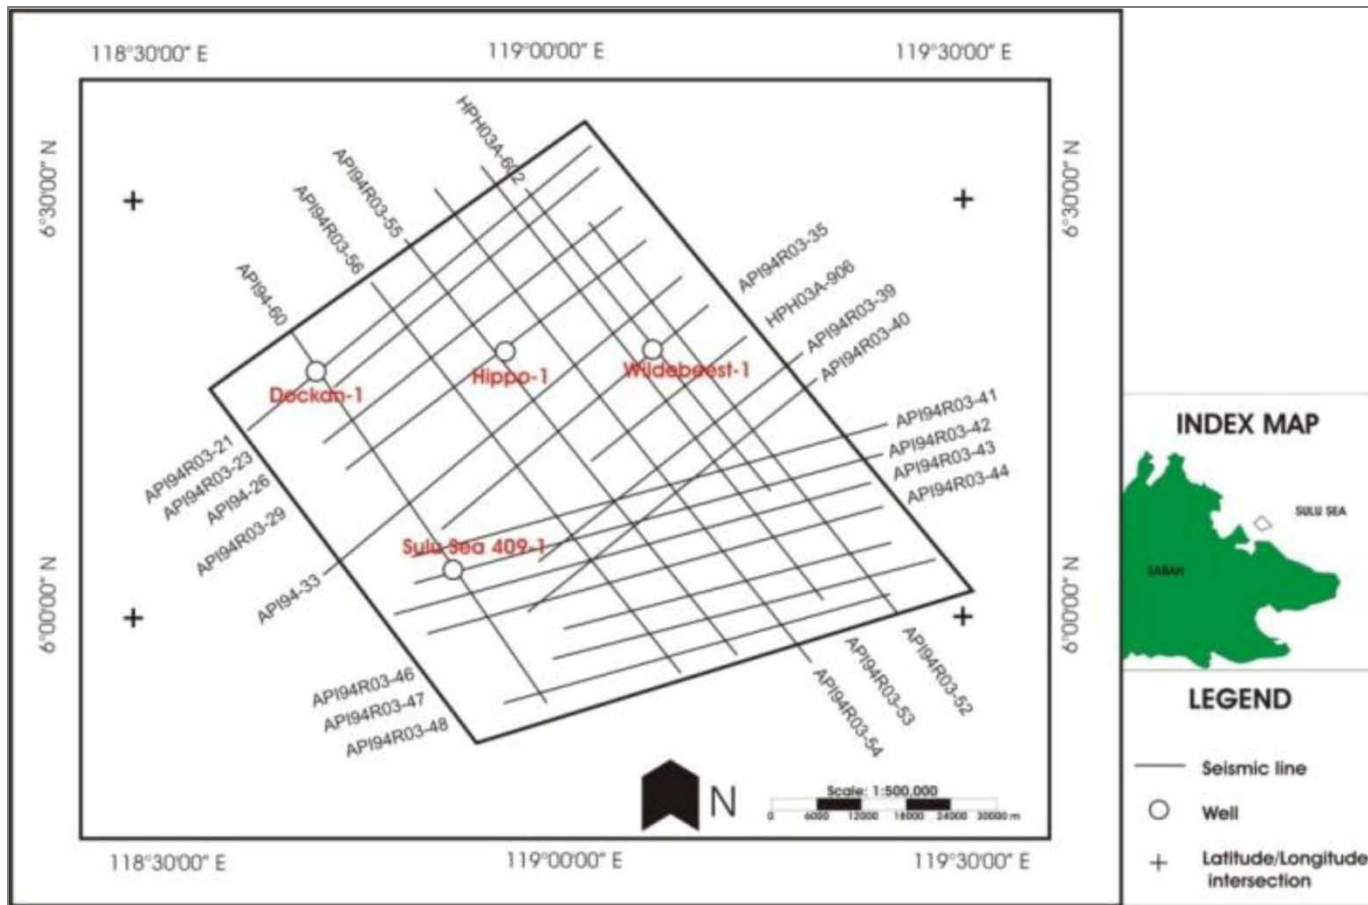 118°30'00" E
119°00'00" E
119°30'00" E
6°30'00" N
6°30'00" N
HPH03A-602
API94R03-55
API94R03-56
API94-60
API94R03-35
HPH03A-906
API94R03-39
API94R03-40
Dockan-1
Hippo-1
Wildebeest-1
API94R03-41
API94R03-42
API94R03-43
API94R03-44
API94R03-21
API94R03-23
API94-26
API94R03-29
API94-33
Sulu Sea 409-1
6°00'00" N
6°00'00" N
API94R03-46
API94R03-47
API94R03-48
API94R03-52
API94R03-53
API94R03-54
N
Scale: 1:500,000
0 6000 12000 18000 24000 30000 m
118°30'00" E
119°00'00" E
119°30'00" E
INDEX MAP
SULU SEA
SABAH
LEGEND
Seismic line
Well
Latitude/Longitude
intersection